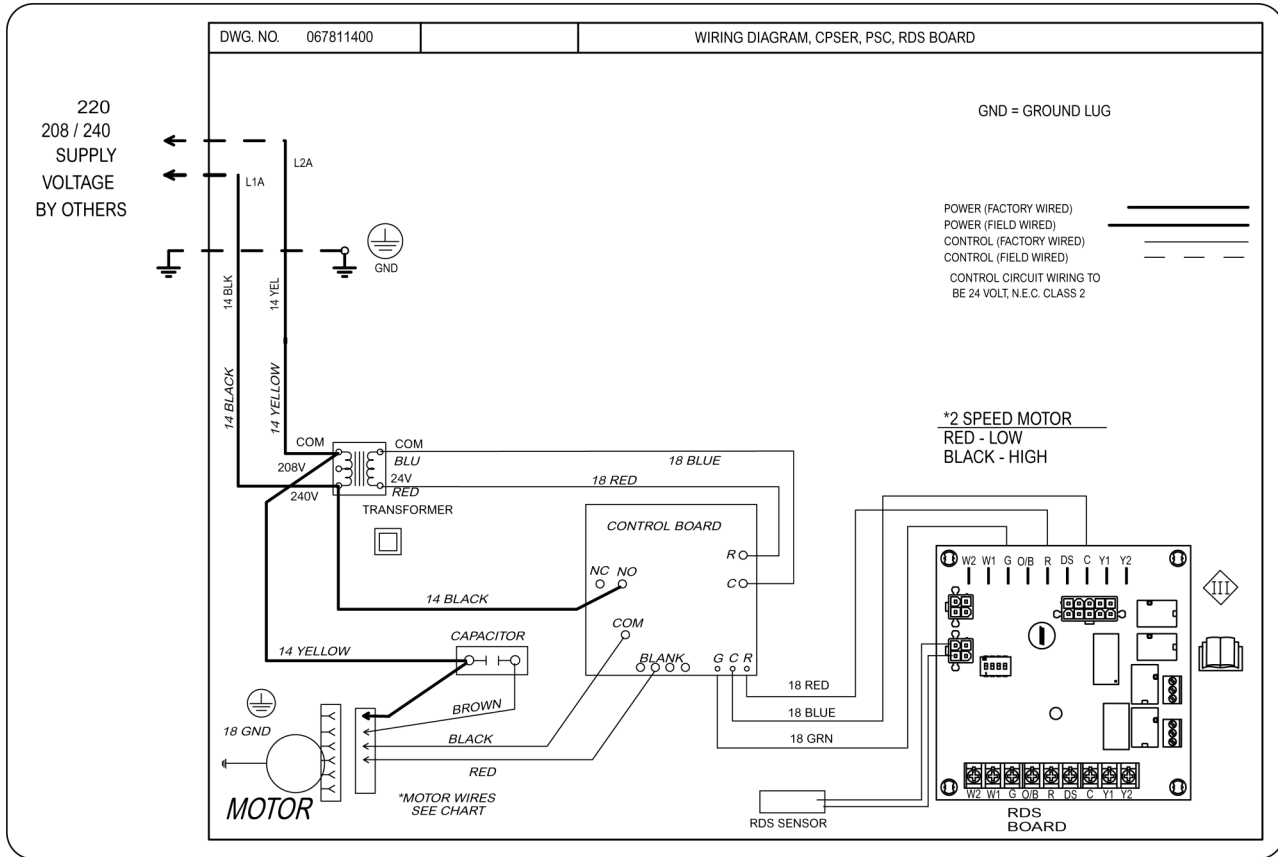 DWG. NO. 067811400
WIRING DIAGRAM, CPSER, PSC, RDS BOARD
220
208 / 240
SUPPLY
VOLTAGE
BY OTHERS
L2A
L1A
GND
GND = GROUND LUG
POWER (FACTORY WIRED)
POWER (FIELD WIRED)
CONTROL (FACTORY WIRED)
CONTROL (FIELD WIRED)
CONTROL CIRCUIT WIRING TO
BE 24 VOLT, N.E.C. CLASS 2
14 BLK
14 YEL
14 BLACK
14 YELLOW
*2 SPEED MOTOR
RED - LOW
BLACK - HIGH
COM
208V
240V
COM
BLU
24V
RED
TRANSFORMER
18 BLUE
18 RED
CONTROL BOARD
R
C
NC NO
COM
BLANK
G C R
14 BLACK
14 YELLOW
CAPACITOR
BROWN
BLACK
RED
18 GND
MOTOR
*MOTOR WIRES
SEE CHART
18 RED
18 BLUE
18 GRN
RDS SENSOR
W2 W1 G O/B R DS C Y1 Y2
III
W2 W1 G O/B R DS C Y1 Y2
RDS
BOARD